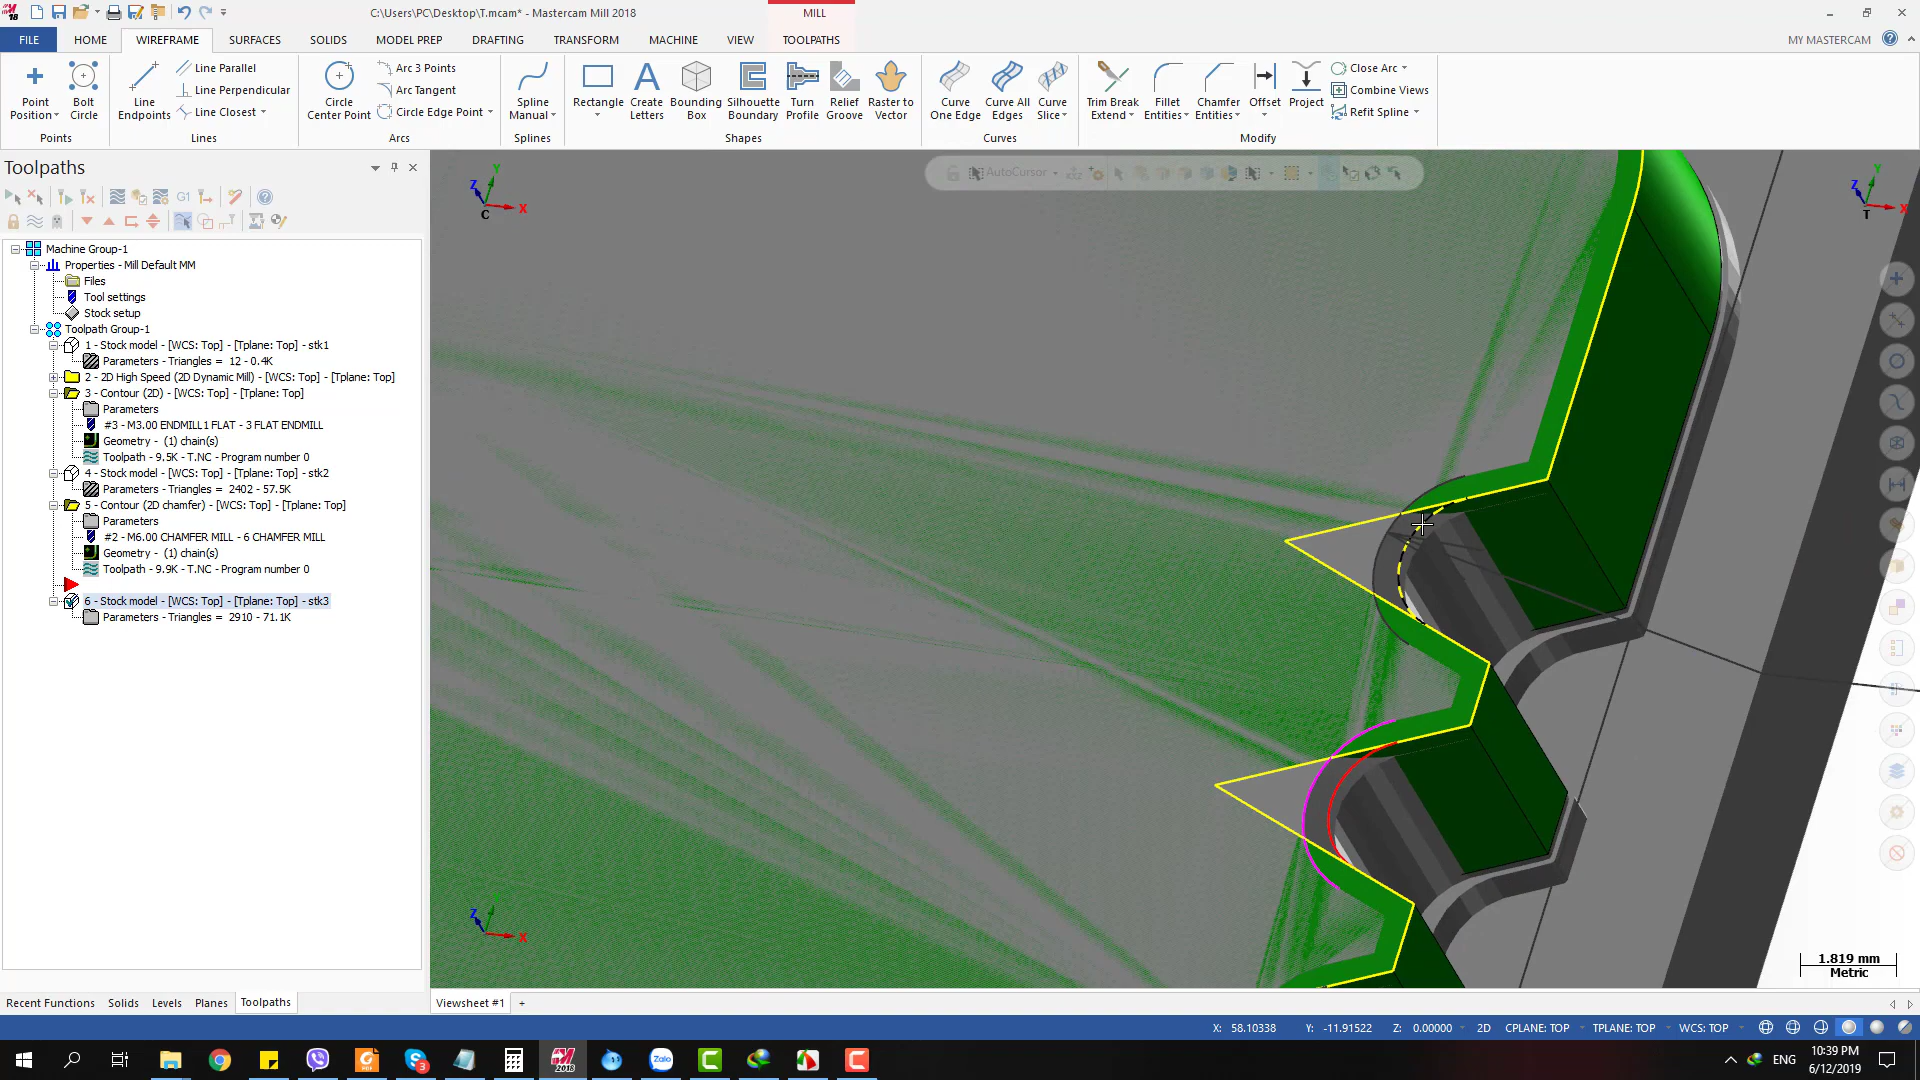 18
C:\Users\PC\Desktop\T.mcam* - Mastercam Mill 2018
MILL
FILE
HOME
WIREFRAME
SURFACES
SOLIDS
MODEL PREP
DRAFTING
TRANSFORM
MACHINE
VIEW
TOOLPATHS
MY MASTERCAM
Point Position
Bolt Circle
Points
Line Endpoints
Line Parallel
Line Perpendicular
Line Closest
Lines
Circle Center Point
Arc 3 Points
Arc Tangent
Circle Edge Point
Arcs
Spline Manual
Splines
Rectangle
Create Letters
Bounding Box
Silhouette Boundary
Turn Profile
Relief Groove
Raster to Vector
Shapes
Curve One Edge
Curve All Edges
Curve Slice
Curves
Trim Break Extend
Fillet Entities
Chamfer Entities
Offset
Project
Close Arc
Combine Views
Refit Spline
Modify
Toolpaths
G1
Machine Group-1
Properties - Mill Default MM
Files
Tool settings
Stock setup
Toolpath Group-1
1 - Stock model - [WCS: Top] - [Tplane: Top] - stk1
Parameters - Triangles = 12 - 0.4K
2 - 2D High Speed (2D Dynamic Mill) - [WCS: Top] - [Tplane: Top]
3 - Contour (2D) - [WCS: Top] - [Tplane: Top]
Parameters
#3 - M3.00 ENDMILL1 FLAT - 3 FLAT ENDMILL
Geometry - (1) chain(s)
Toolpath - 9.5K - T.NC - Program number 0
4 - Stock model - [WCS: Top] - [Tplane: Top] - stk2
Parameters - Triangles = 2402 - 57.5K
5 - Contour (2D chamfer) - [WCS: Top] - [Tplane: Top]
Parameters
#2 - M6.00 CHAMFER MILL - 6 CHAMFER MILL
Geometry - (1) chain(s)
Toolpath - 9.9K - T.NC - Program number 0
6 - Stock model - [WCS: Top] - [Tplane: Top] - stk3
Parameters - Triangles = 2910 - 71.1K
AutoCursor
Y
Z
X
C
Y
Z
X
T
Z
X
1.819 mm
Metric
Recent Functions
Solids
Levels
Planes
Toolpaths
Viewsheet #1
+
X: 58.10338
Y: -11.91522
Z: 0.00000
2D
CPLANE: TOP
TPLANE: TOP
WCS: TOP
PDF
3
2018
Zalo
ENG
10:39 PM
6/12/2019